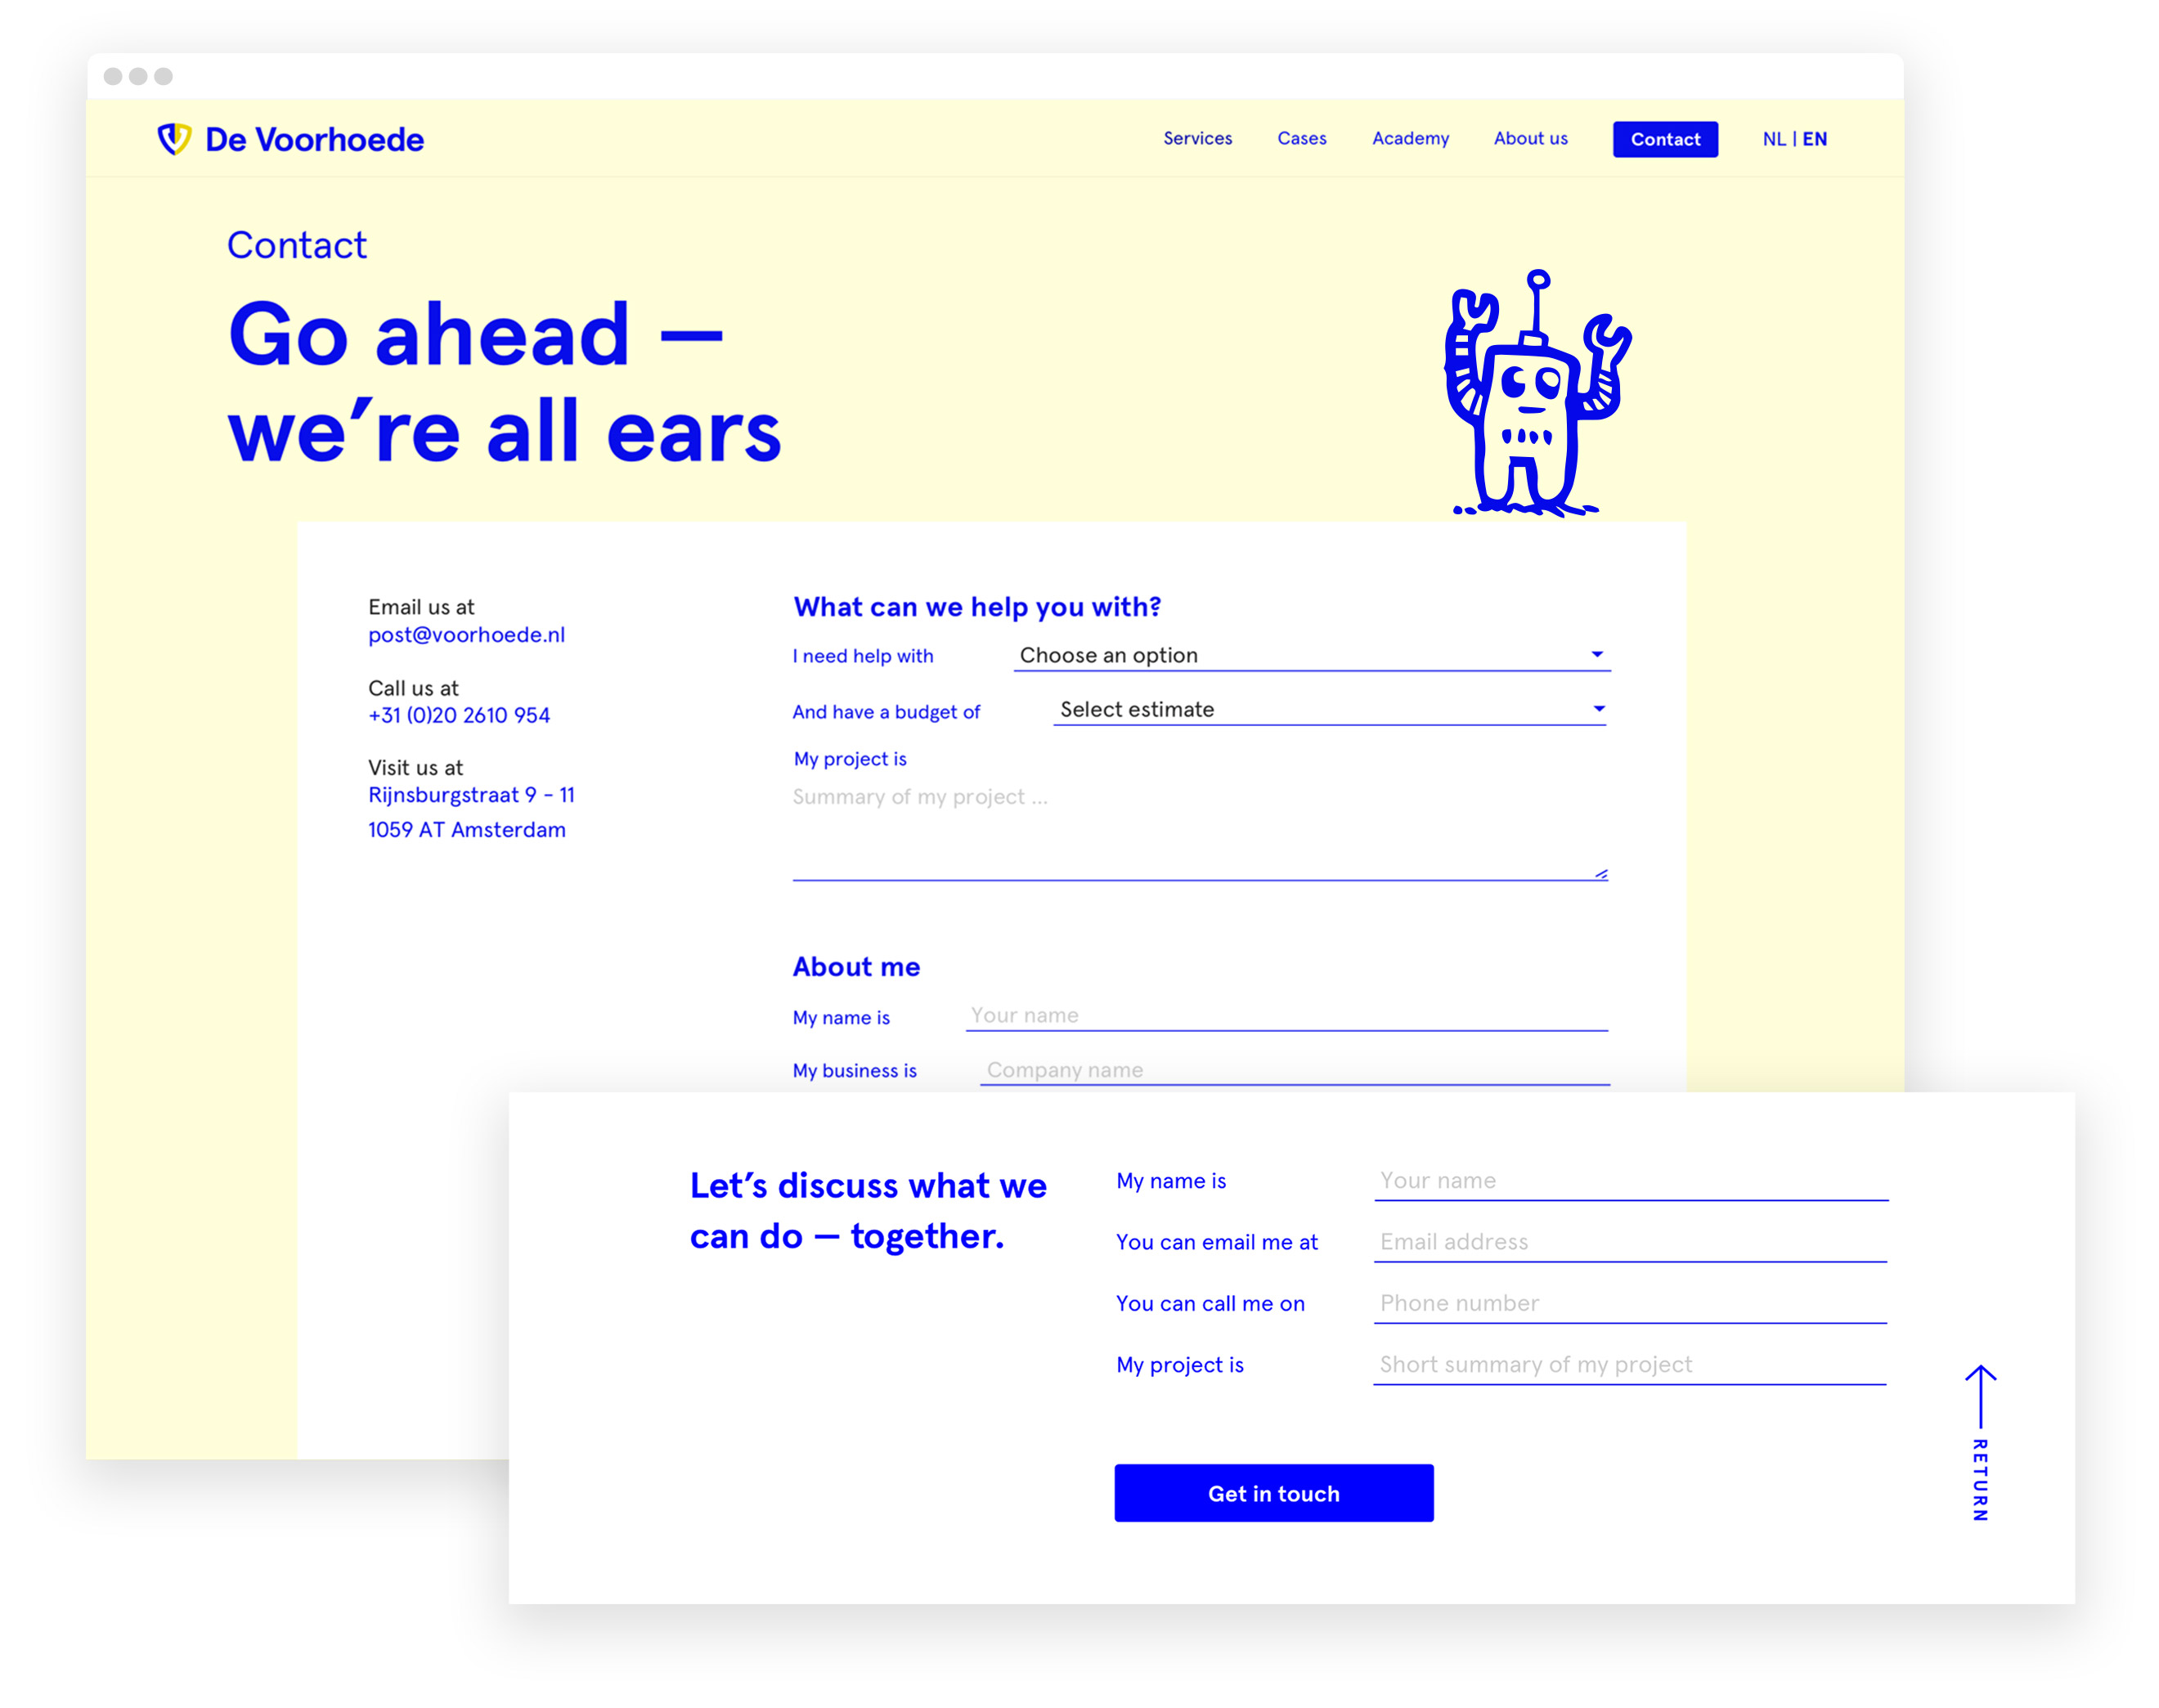 De Voorhoede
Services Cases Academy About us Contact NL | EN
Contact
Go ahead —
we’re all ears
Email us at
post@voorhoede.nl
Call us at
+31 (0)20 2610 954
Visit us at
Rijnsburgstraat 9 - 11
1059 AT Amsterdam
What can we help you with?
I need help with Choose an option
And have a budget of Select estimate
My project is
Summary of my project ...
About me
My name is Your name
My business is Company name
Let’s discuss what we
can do — together.
My name is Your name
You can email me at Email address
You can call me on Phone number
My project is Short summary of my project
Get in touch
RETURN